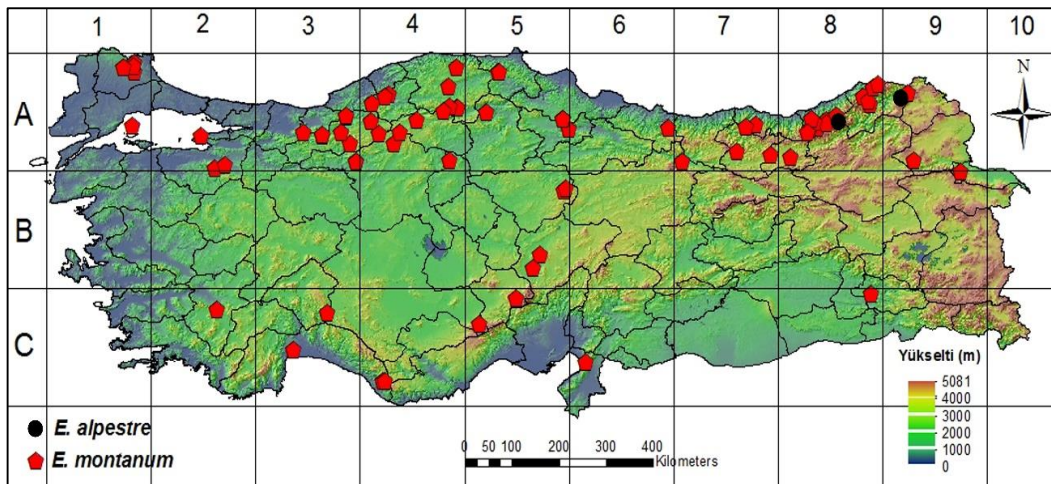 1 2 3 4 5 6 7 8 9 10
N
A
B
C
Yükselti (m)
5081
4000
3000
2000
1000
0
E. alpestre
E. montanum
0 50 100 200 300 400
Kilometers